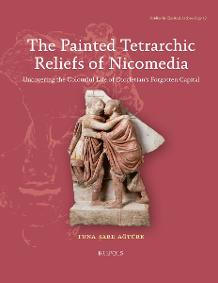 The Painted Tetrarchic
Reliefs of Nicomedia
Uncovering the Colourful Life of Diocletian's Forgotten Capital
TUNA ŞARE AĞTÜRK
BREPOLS